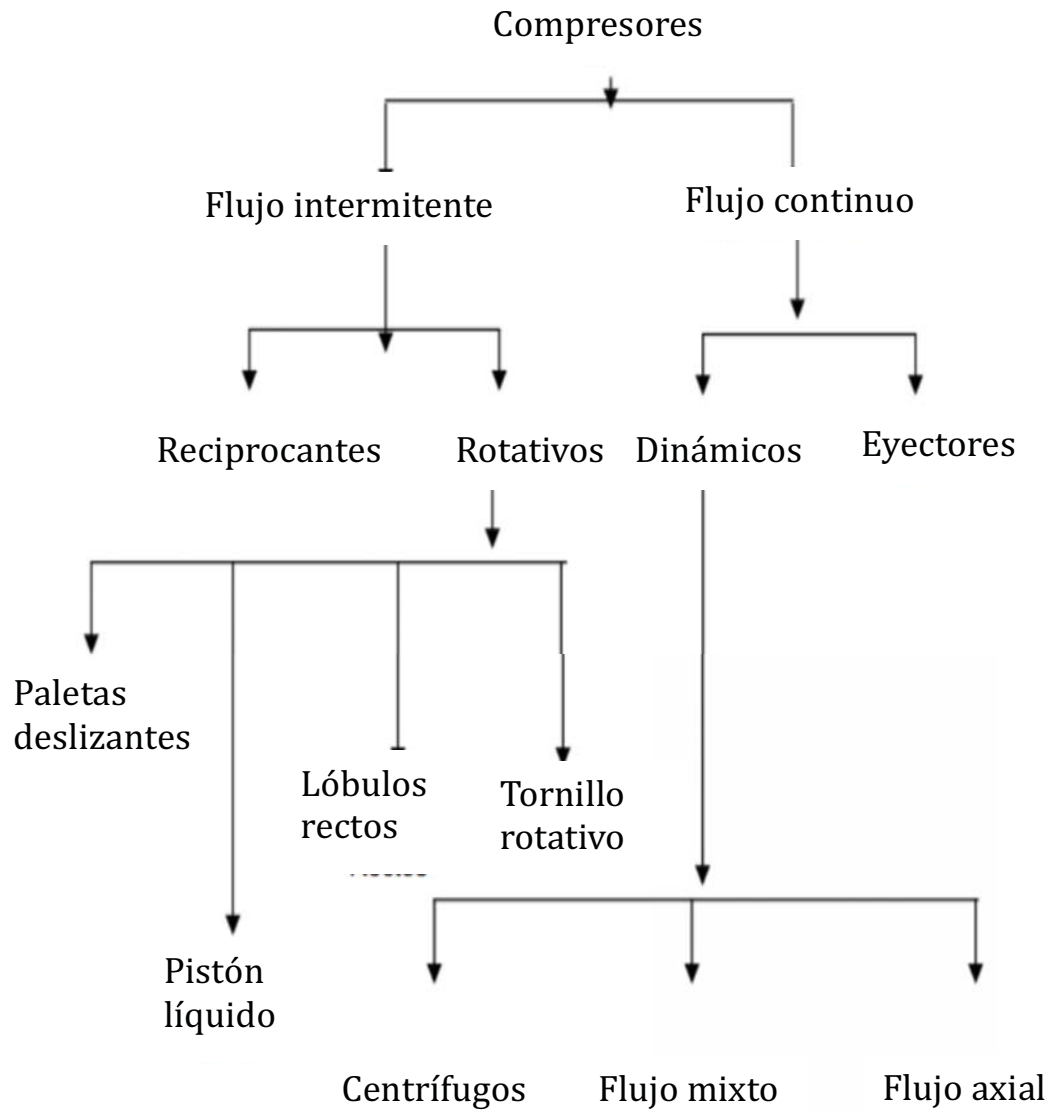 Compresores
Flujo intermitente
Flujo continuo
Reciprocantes
Rotativos
Dinámicos
Eyectores
Paletas
deslizantes
Lóbulos
rectos
Tornillo
rotativo
Pistón
líquido
Centrífugos
Flujo mixto
Flujo axial